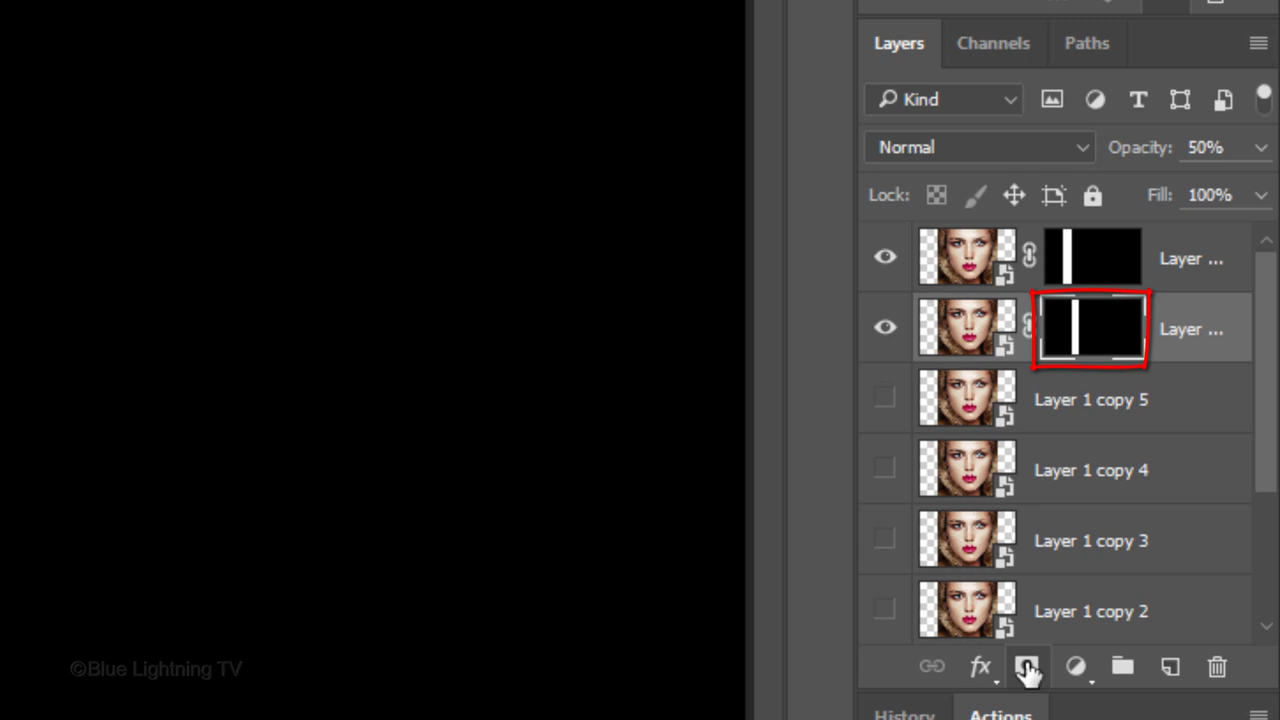 Layers Channels Paths
Kind
Normal Opacity: 50%
Lock: Fill: 100%
Layer ...
Layer ...
Layer 1 copy 5
Layer 1 copy 4
Layer 1 copy 3
Layer 1 copy 2
©Blue Lightning TV
fx
History Actions